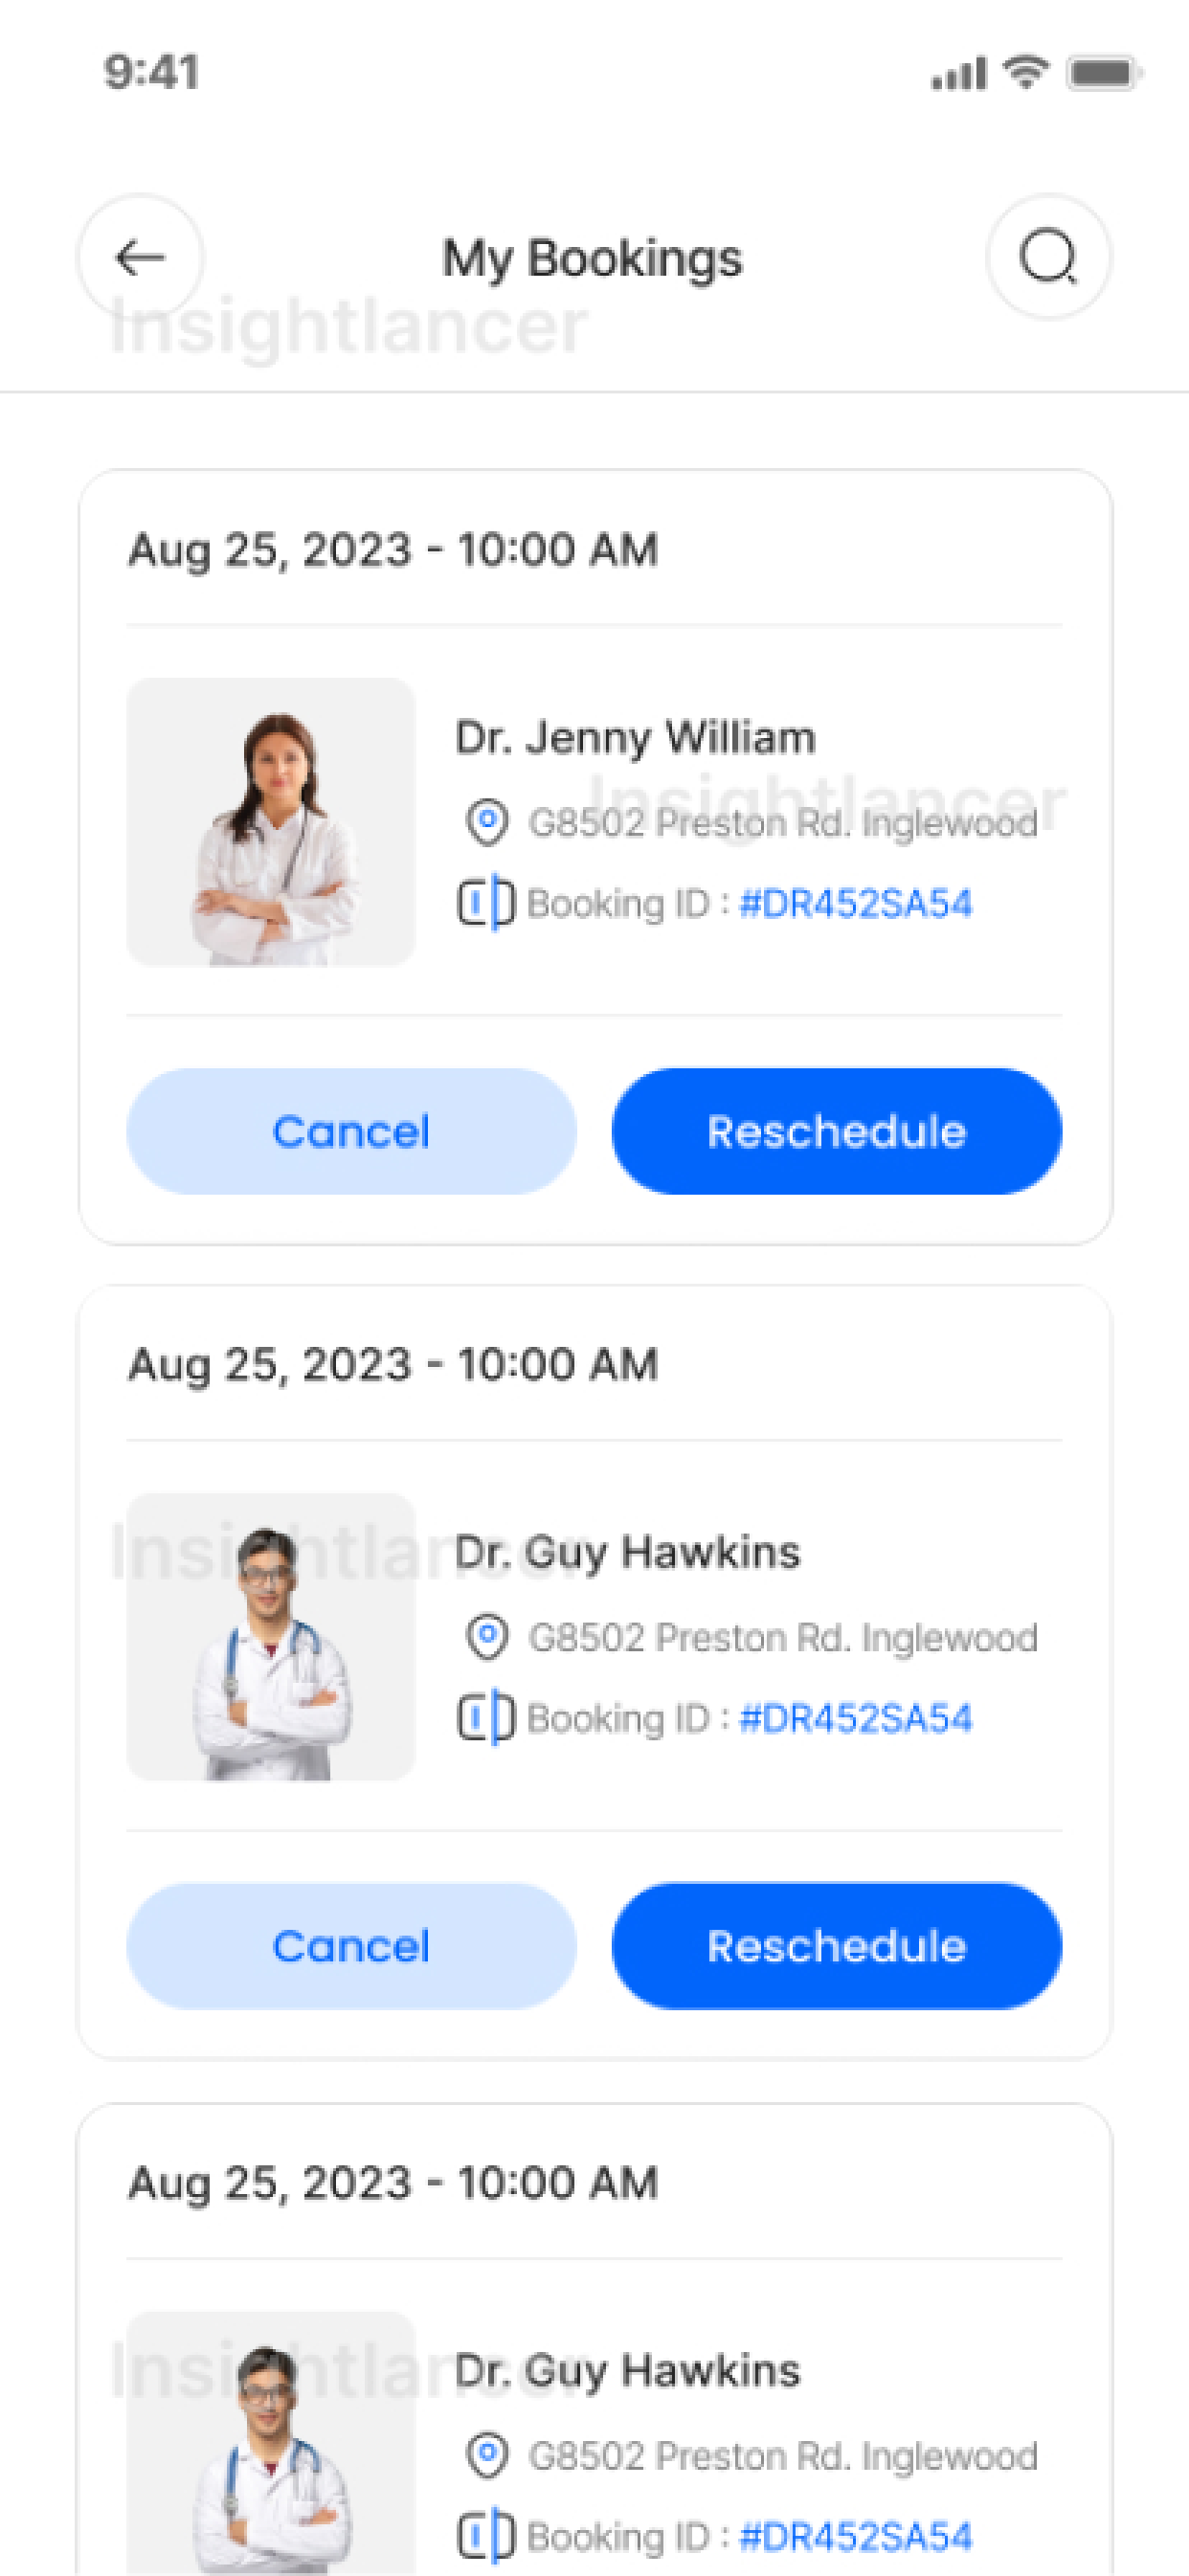 9:41
My Bookings
Insightlancer
Aug 25, 2023 - 10:00 AM
Dr. Jenny William
Insightlancer
G8502 Preston Rd. Inglewood
Booking ID : #DR452SA54
Cancel
Reschedule
Aug 25, 2023 - 10:00 AM
Insightlancer
Dr. Guy Hawkins
G8502 Preston Rd. Inglewood
Booking ID : #DR452SA54
Cancel
Reschedule
Aug 25, 2023 - 10:00 AM
Insightlancer
Dr. Guy Hawkins
G8502 Preston Rd. Inglewood
Booking ID : #DR452SA54